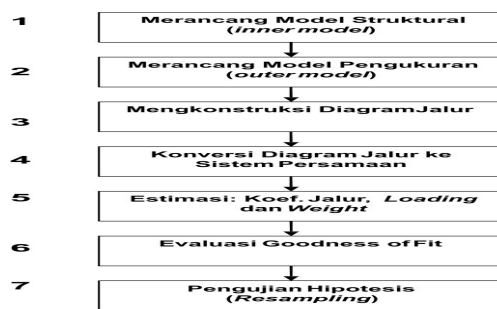 1 Merancang Model Struktural
(inner model)
2 Merancang Model Pengukuran
(outer model)
3 Mengkonstruksi DiagramJalur
4 Konversi Diagram Jalur ke
Sistem Persamaan
5 Estimasi: Koef. Jalur, Loading
dan Weight
6 Evaluasi Goodness of Fit
7 Pengujian Hipotesis
(Resampling)